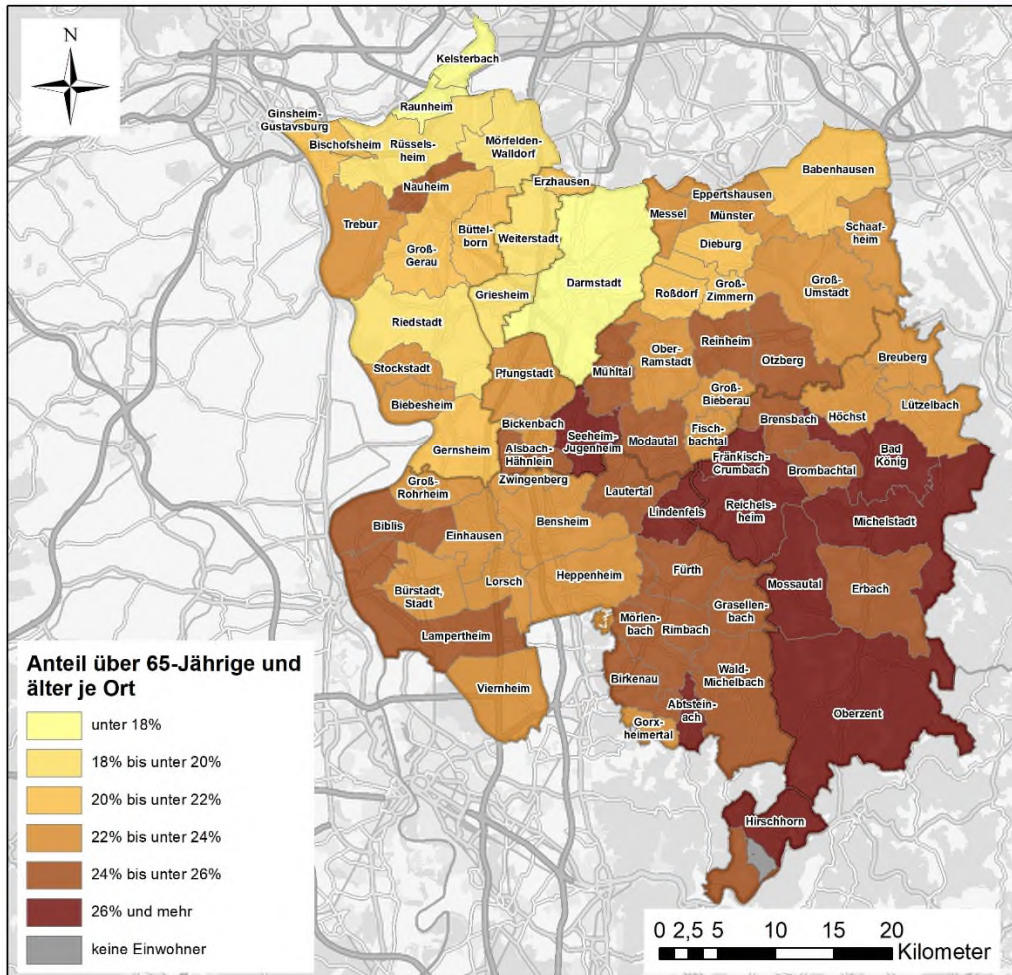 N
Kelsterbach
Raunheim
Ginsheim-
Gustavsburg
Bischofsheim
Rüssels-
heim
Mörfelden-
Walldorf
Nauheim
Erzhausen
Trebur
Groß-
Gerau
Büttel-
born
Weiterstadt
Messel
Eppertshausen
Münster
Babenhausen
Schaaf-
heim
Dieburg
Darmstadt
Griesheim
Roßdorf
Groß-
Zimmern
Groß-
Umstadt
Riedstadt
Stockstadt
Biebesheim
Pfungstadt
Mühltal
Ober-
Ramstadt
Reinheim
Otzberg
Breuberg
Groß-
Bieberau
Höchst
Lützelbach
Bickenbach
Gernsheim
Alsbach-
Hähnlein
Seeheim-
Jugenheim
Modautal
Fisch-
bachtal
Brensbach
Fränkisch-
Crumbach
Brombachtal
Bad
König
Zwingenberg
Groß-
Rohrheim
Lautertal
Lindenfels
Reichels-
heim
Michelstadt
Biblis
Einhausen
Bensheim
Bürstadt,
Stadt
Lorsch
Heppenheim
Fürth
Mossautal
Erbach
Grasellen-
bach
Mörlen-
bach
Rimbach
Lampertheim
Viernheim
Birkenau
Wald-
Michelbach
Abtstein-
ach
Gorx-
heimertal
Oberzent
Hirschhorn
Anteil über 65-Jährige und
älter je Ort
unter 18%
18% bis unter 20%
20% bis unter 22%
22% bis unter 24%
24% bis unter 26%
26% und mehr
keine Einwohner
0 2,5 5 10 15 20
Kilometer